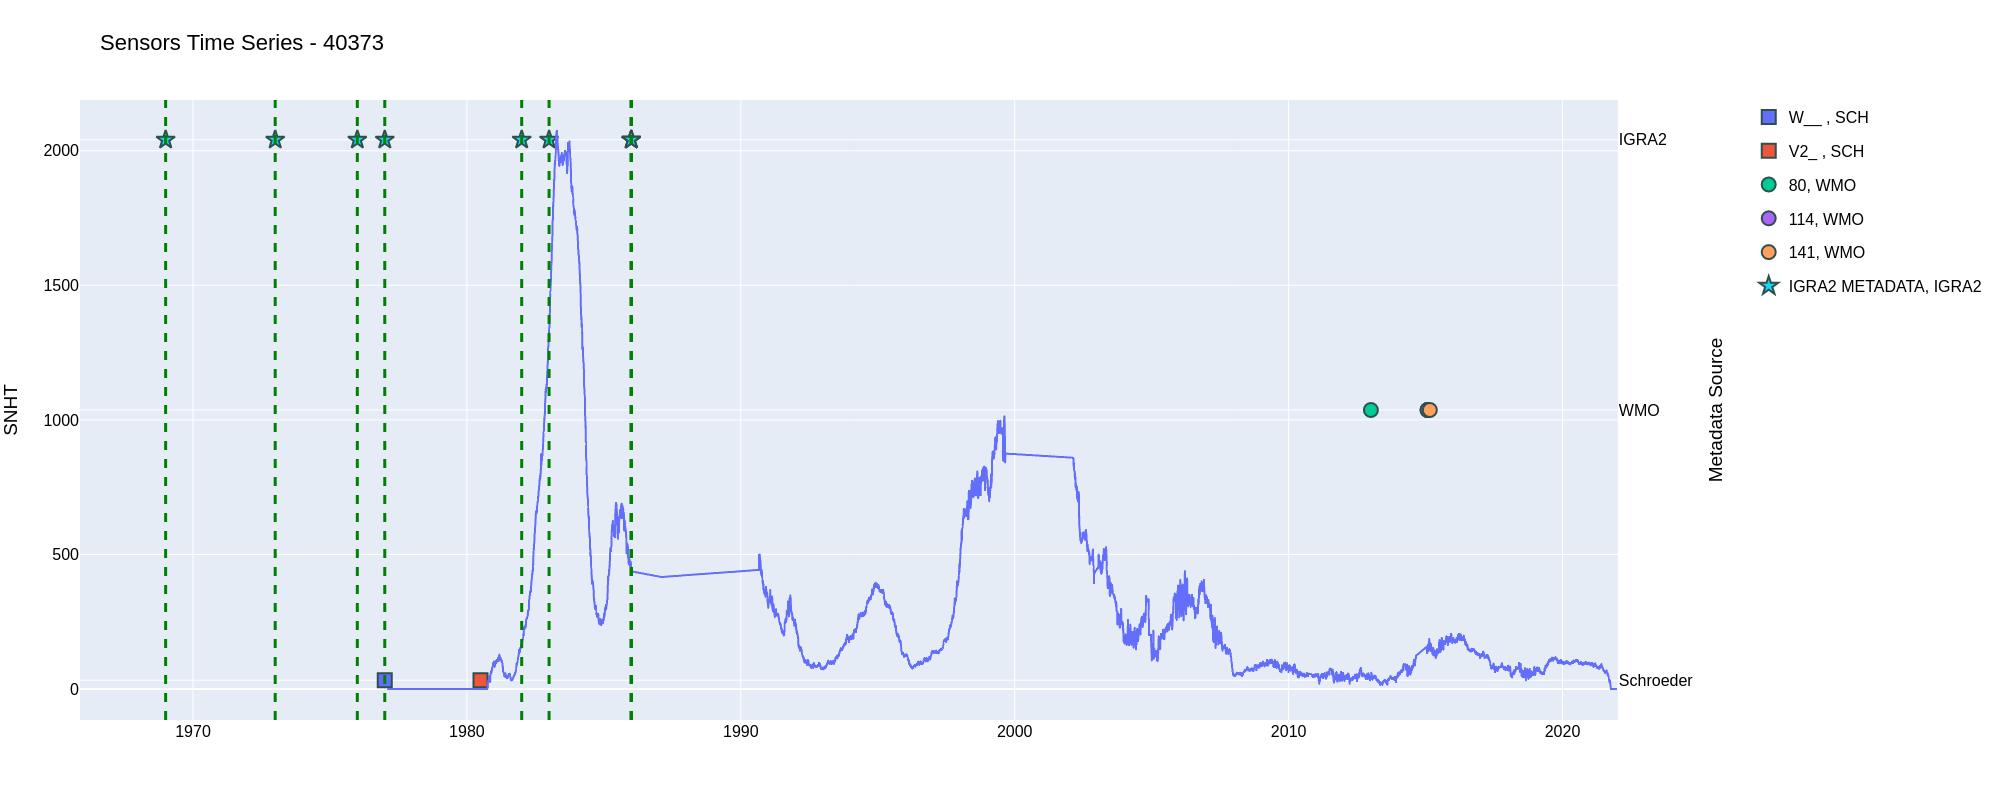 Sensors Time Series - 40373
SNHT
2000
1500
1000
500
0
1970
1980
1990
2000
2010
2020
IGRA2
WMO
Schroeder
Metadata Source
W__ , SCH
V2_ , SCH
80, WMO
114, WMO
141, WMO
IGRA2 METADATA, IGRA2